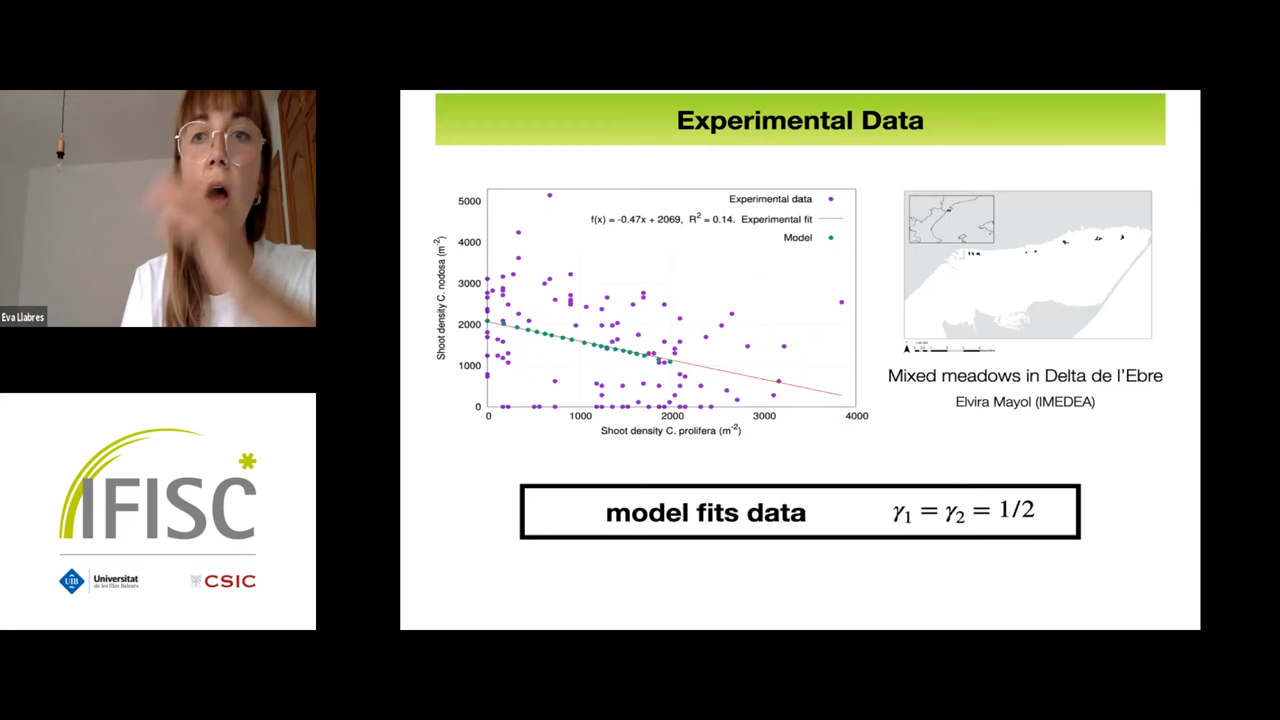 Experimental Data
5000
4000
3000
2000
1000
0
Shoot density C. nodosa (m⁻²)
Experimental data
f(x) = -0.47x + 2069, R² = 0.14. Experimental fit
Model
0
1000
2000
3000
4000
Shoot density C. prolifera (m⁻²)
Mixed meadows in Delta de l'Ebre
Elvira Mayol (IMEDEA)
model fits data γ₁ = γ₂ = 1/2
Eva Llabres
IFISC
UIB
Universitat
de les Illes Balears
CSIC